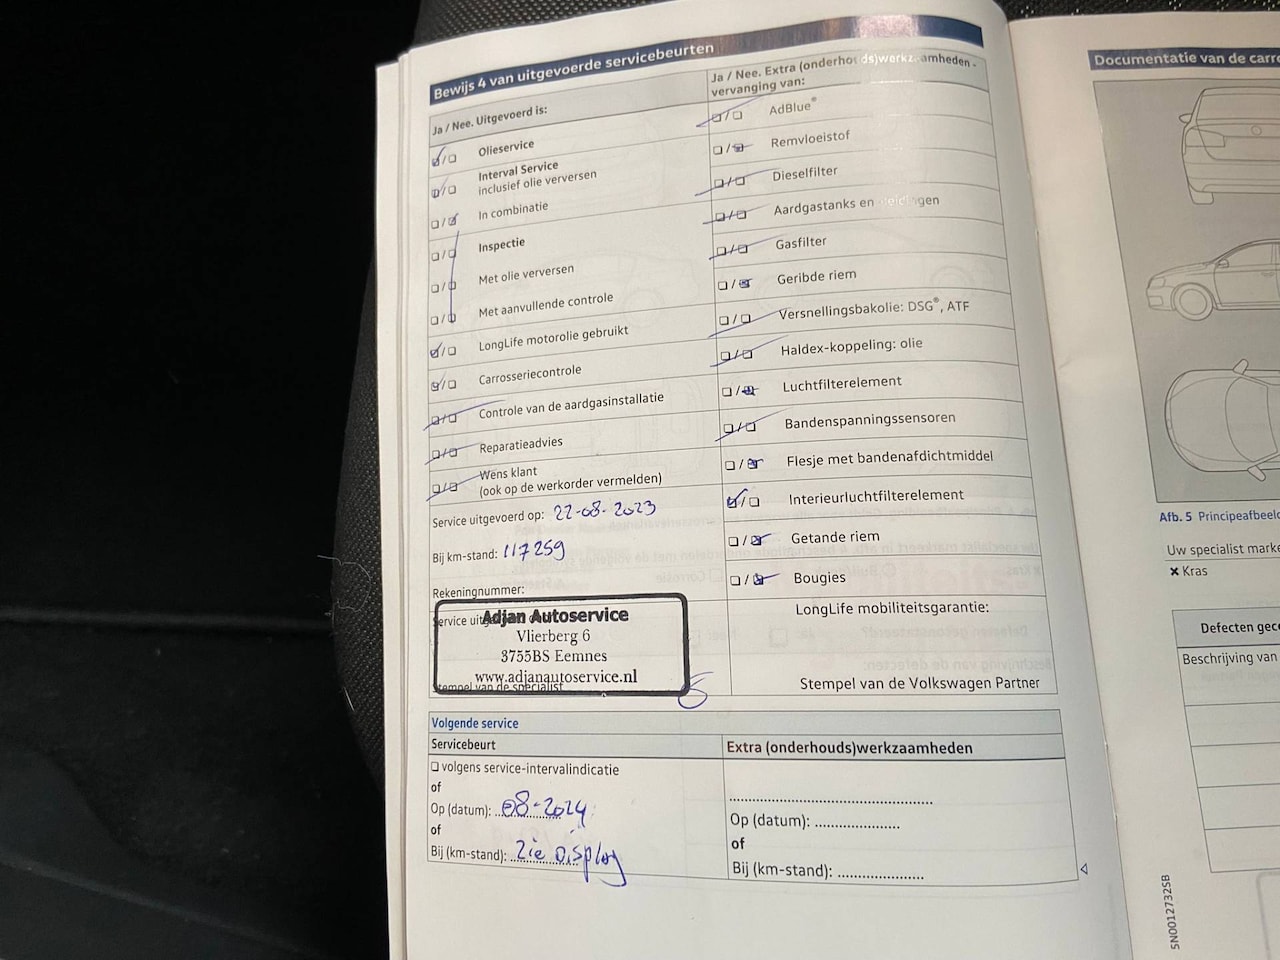 Bewijs 4 van uitgevoerde servicebeurten
Ja / Nee. Uitgevoerd is:
Olieservice
Interval Service
inclusief olie verversen
In combinatie
Inspectie
Met olie verversen
Met aanvullende controle
LongLife motorolie gebruikt
Carrosseriecontrole
Controle van de aardgasinstallatie
Reparatieadvies
Wens klant
(ook op de werkorder vermelden)
Service uitgevoerd op: 22-08-2023
Bij km-stand: 117259
Rekeningnummer:
Service
Adjan Autoservice
Vlierberg 6
3755BS Eemnes
www.adjanautoservice.nl
Stempel van de specialist
Ja / Nee. Extra (onderhouds)werkzaamheden -
vervanging van:
AdBlue®
Remvloeistof
Dieselfilter
Aardgastanks en leidingen
Gasfilter
Geribde riem
Versnellingsbakolie: DSG®, ATF
Haldex-koppeling: olie
Luchtfilterelement
Bandenspanningssensoren
Flesje met bandenafdichtmiddel
Interieurluchtfilterelement
Getande riem
Bougies
LongLife mobiliteitsgarantie:
Stempel van de Volkswagen Partner
Volgende service
Servicebeurt
volgens service-intervalindicatie
of
Op (datum): 08-2024
of
Bij (km-stand): Zie Display
Extra (onderhouds)werkzaamheden
Op (datum):
of
Bij (km-stand):
Documentatie van de carro
Afb. 5 Principeafbeeld
Uw specialist marke
× Kras
Defecten geco
Beschrijving van
5N0012732SB